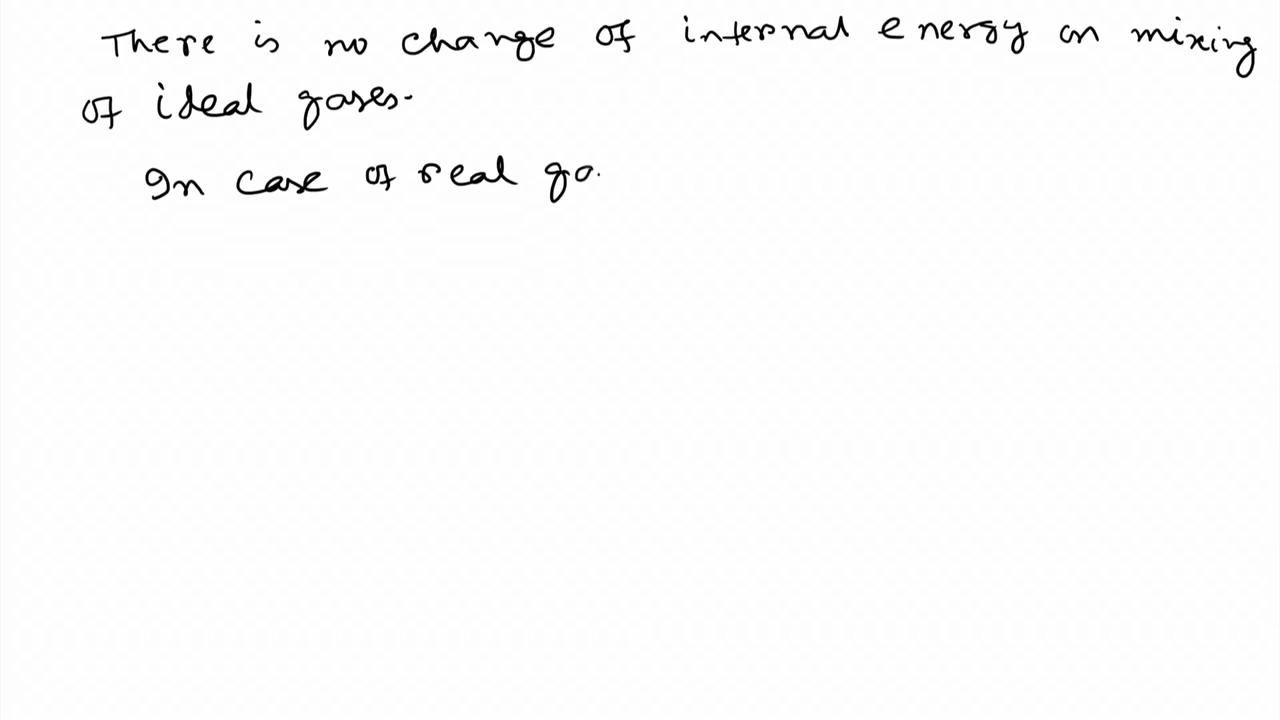 There is no change of internal energy on mixing
of ideal gases.
In case of real ga